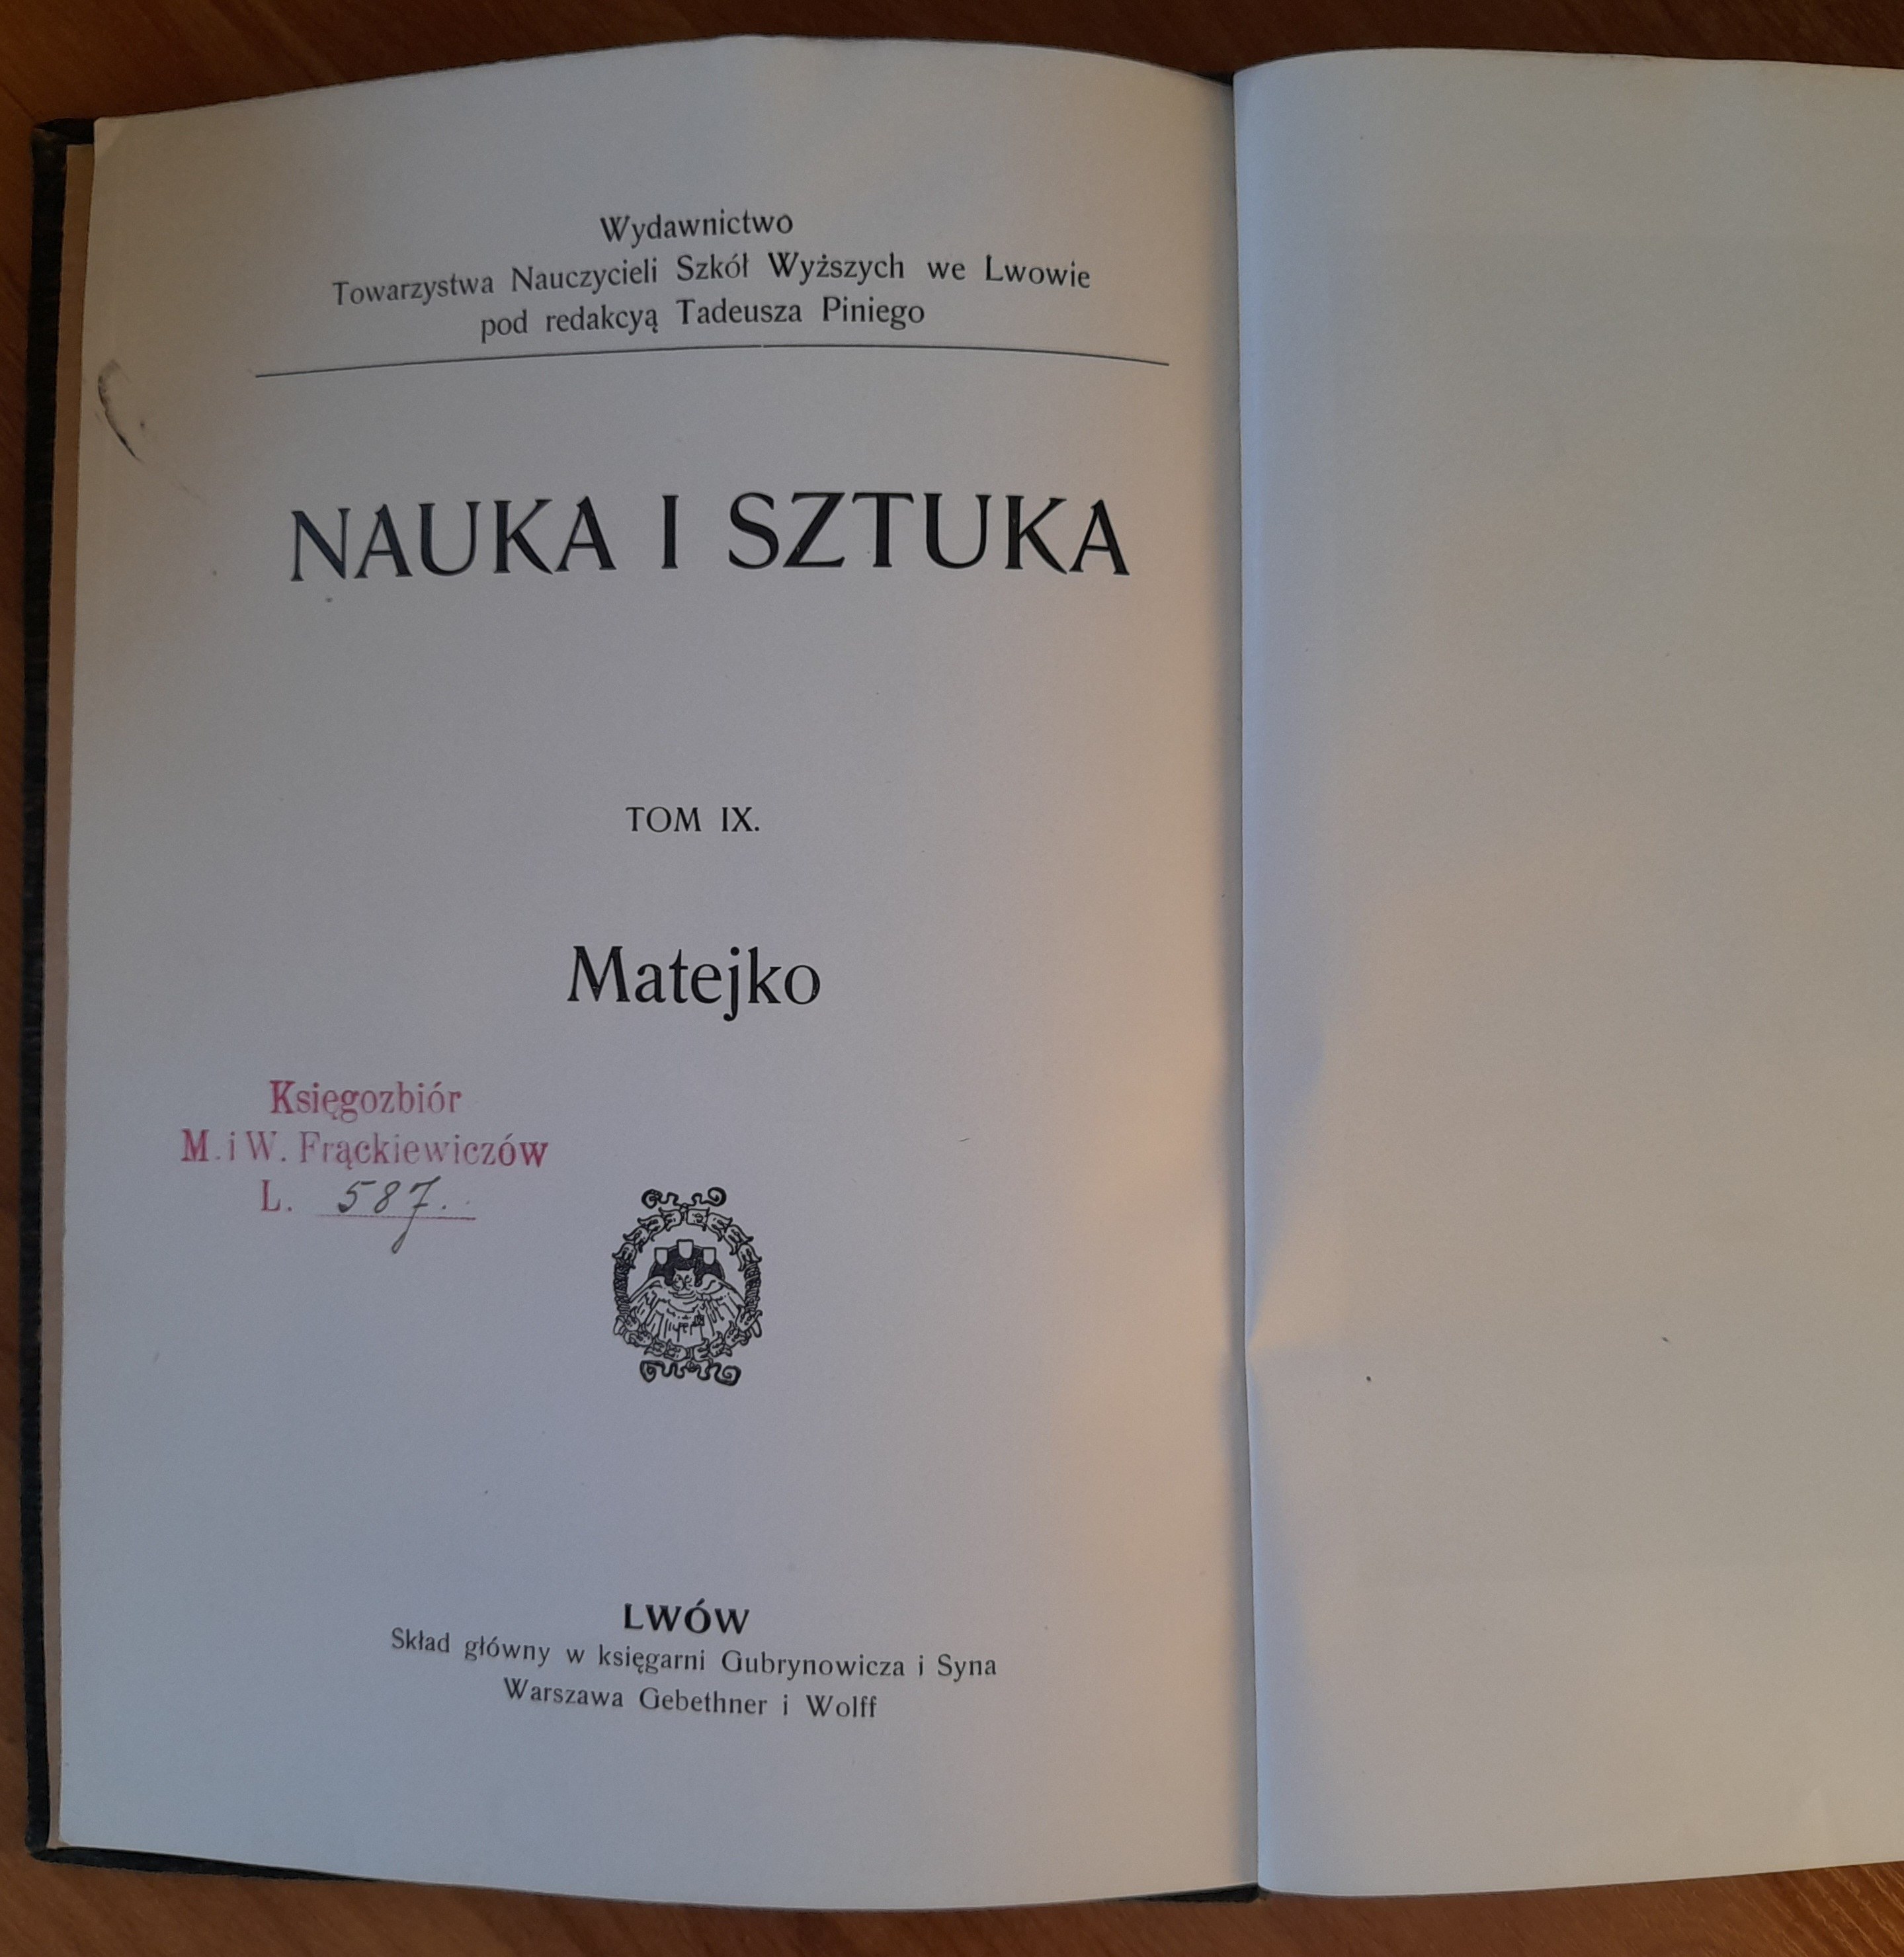 Wydawnictwo
Towarzystwa Nauczycieli Szkół Wyższych we Lwowie
pod redakcyą Tadeusza Piniego
NAUKA I SZTUKA
TOM IX.
Matejko
Księgozbiór
M. i W. Frąckiewiczów
L. 587.
LWÓW
Skład główny w księgarni Gubrynowicza i Syna
Warszawa Gebethner i Wolff